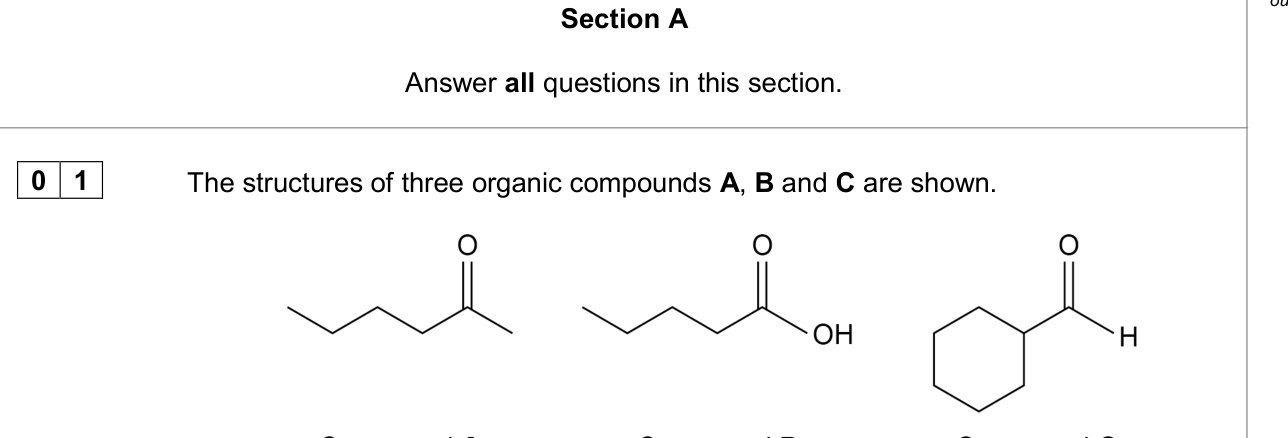 Section A
Answer all questions in this section.
0 1 The structures of three organic compounds A, B and C are shown.
O O O
OH H